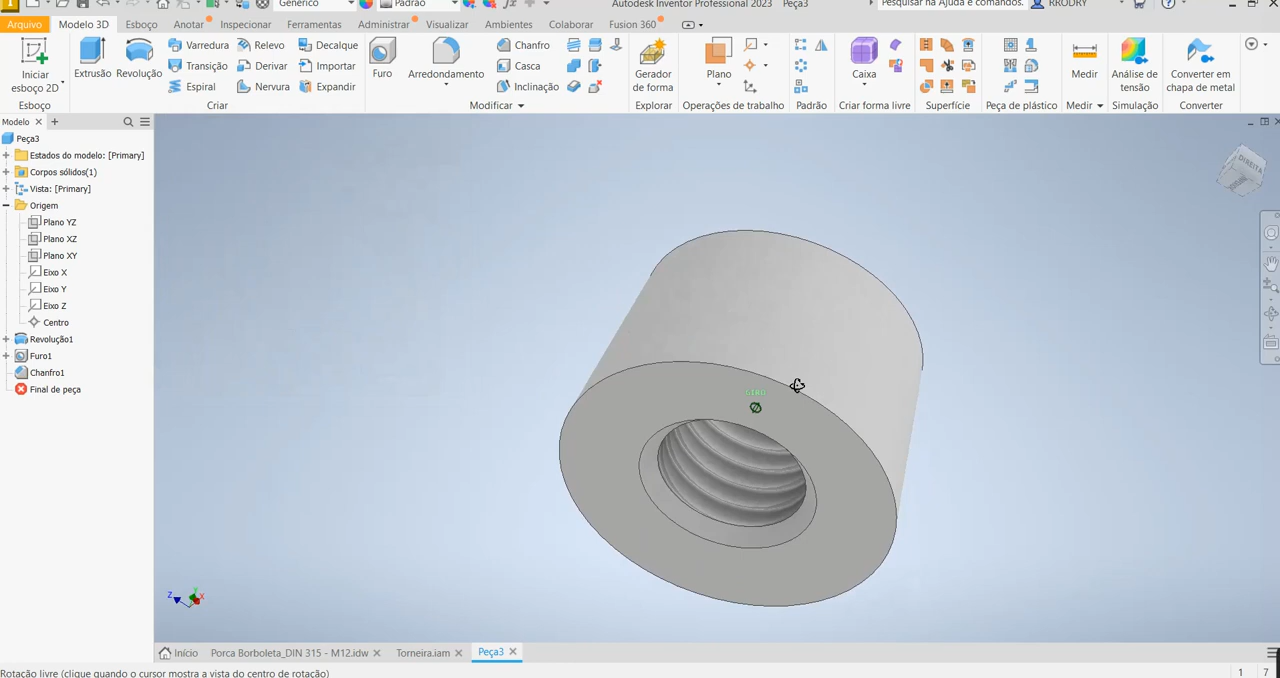 Genérico Padrão Autodesk Inventor Professional 2023 Peça3 Pesquisar na Ajuda e comandos. RRODRY
Arquivo Modelo 3D Esboço Anotar Inspecionar Ferramentas Administrar Visualizar Ambientes Colaborar Fusion 360
Iniciar esboço 2D
Extrusão
Revolução
Varredura Relevo Decalque
Transição Derivar Importar
Espiral Nervura Expandir
Furo
Arredondamento
Chanfro
Casca
Inclinação
Gerador de forma
Plano
Caixa
Medir
Análise de tensão
Converter em chapa de metal
Esboço Criar Modificar Explorar Operações de trabalho Padrão Criar forma livre Superfície Peça de plástico Medir Simulação Converter
Modelo
Peça3
Estados do modelo: [Primary]
Corpos sólidos(1)
Vista: [Primary]
Origem
Plano YZ
Plano XZ
Plano XY
Eixo X
Eixo Y
Eixo Z
Centro
Revolução1
Furo1
Chanfro1
Final de peça
DIREITA
GIRO
Z X
Início Porca Borboleta_DIN 315 - M12.idw Torneira.iam Peça3
Rotação livre (clique quando o cursor mostra a vista do centro de rotação) 1 7